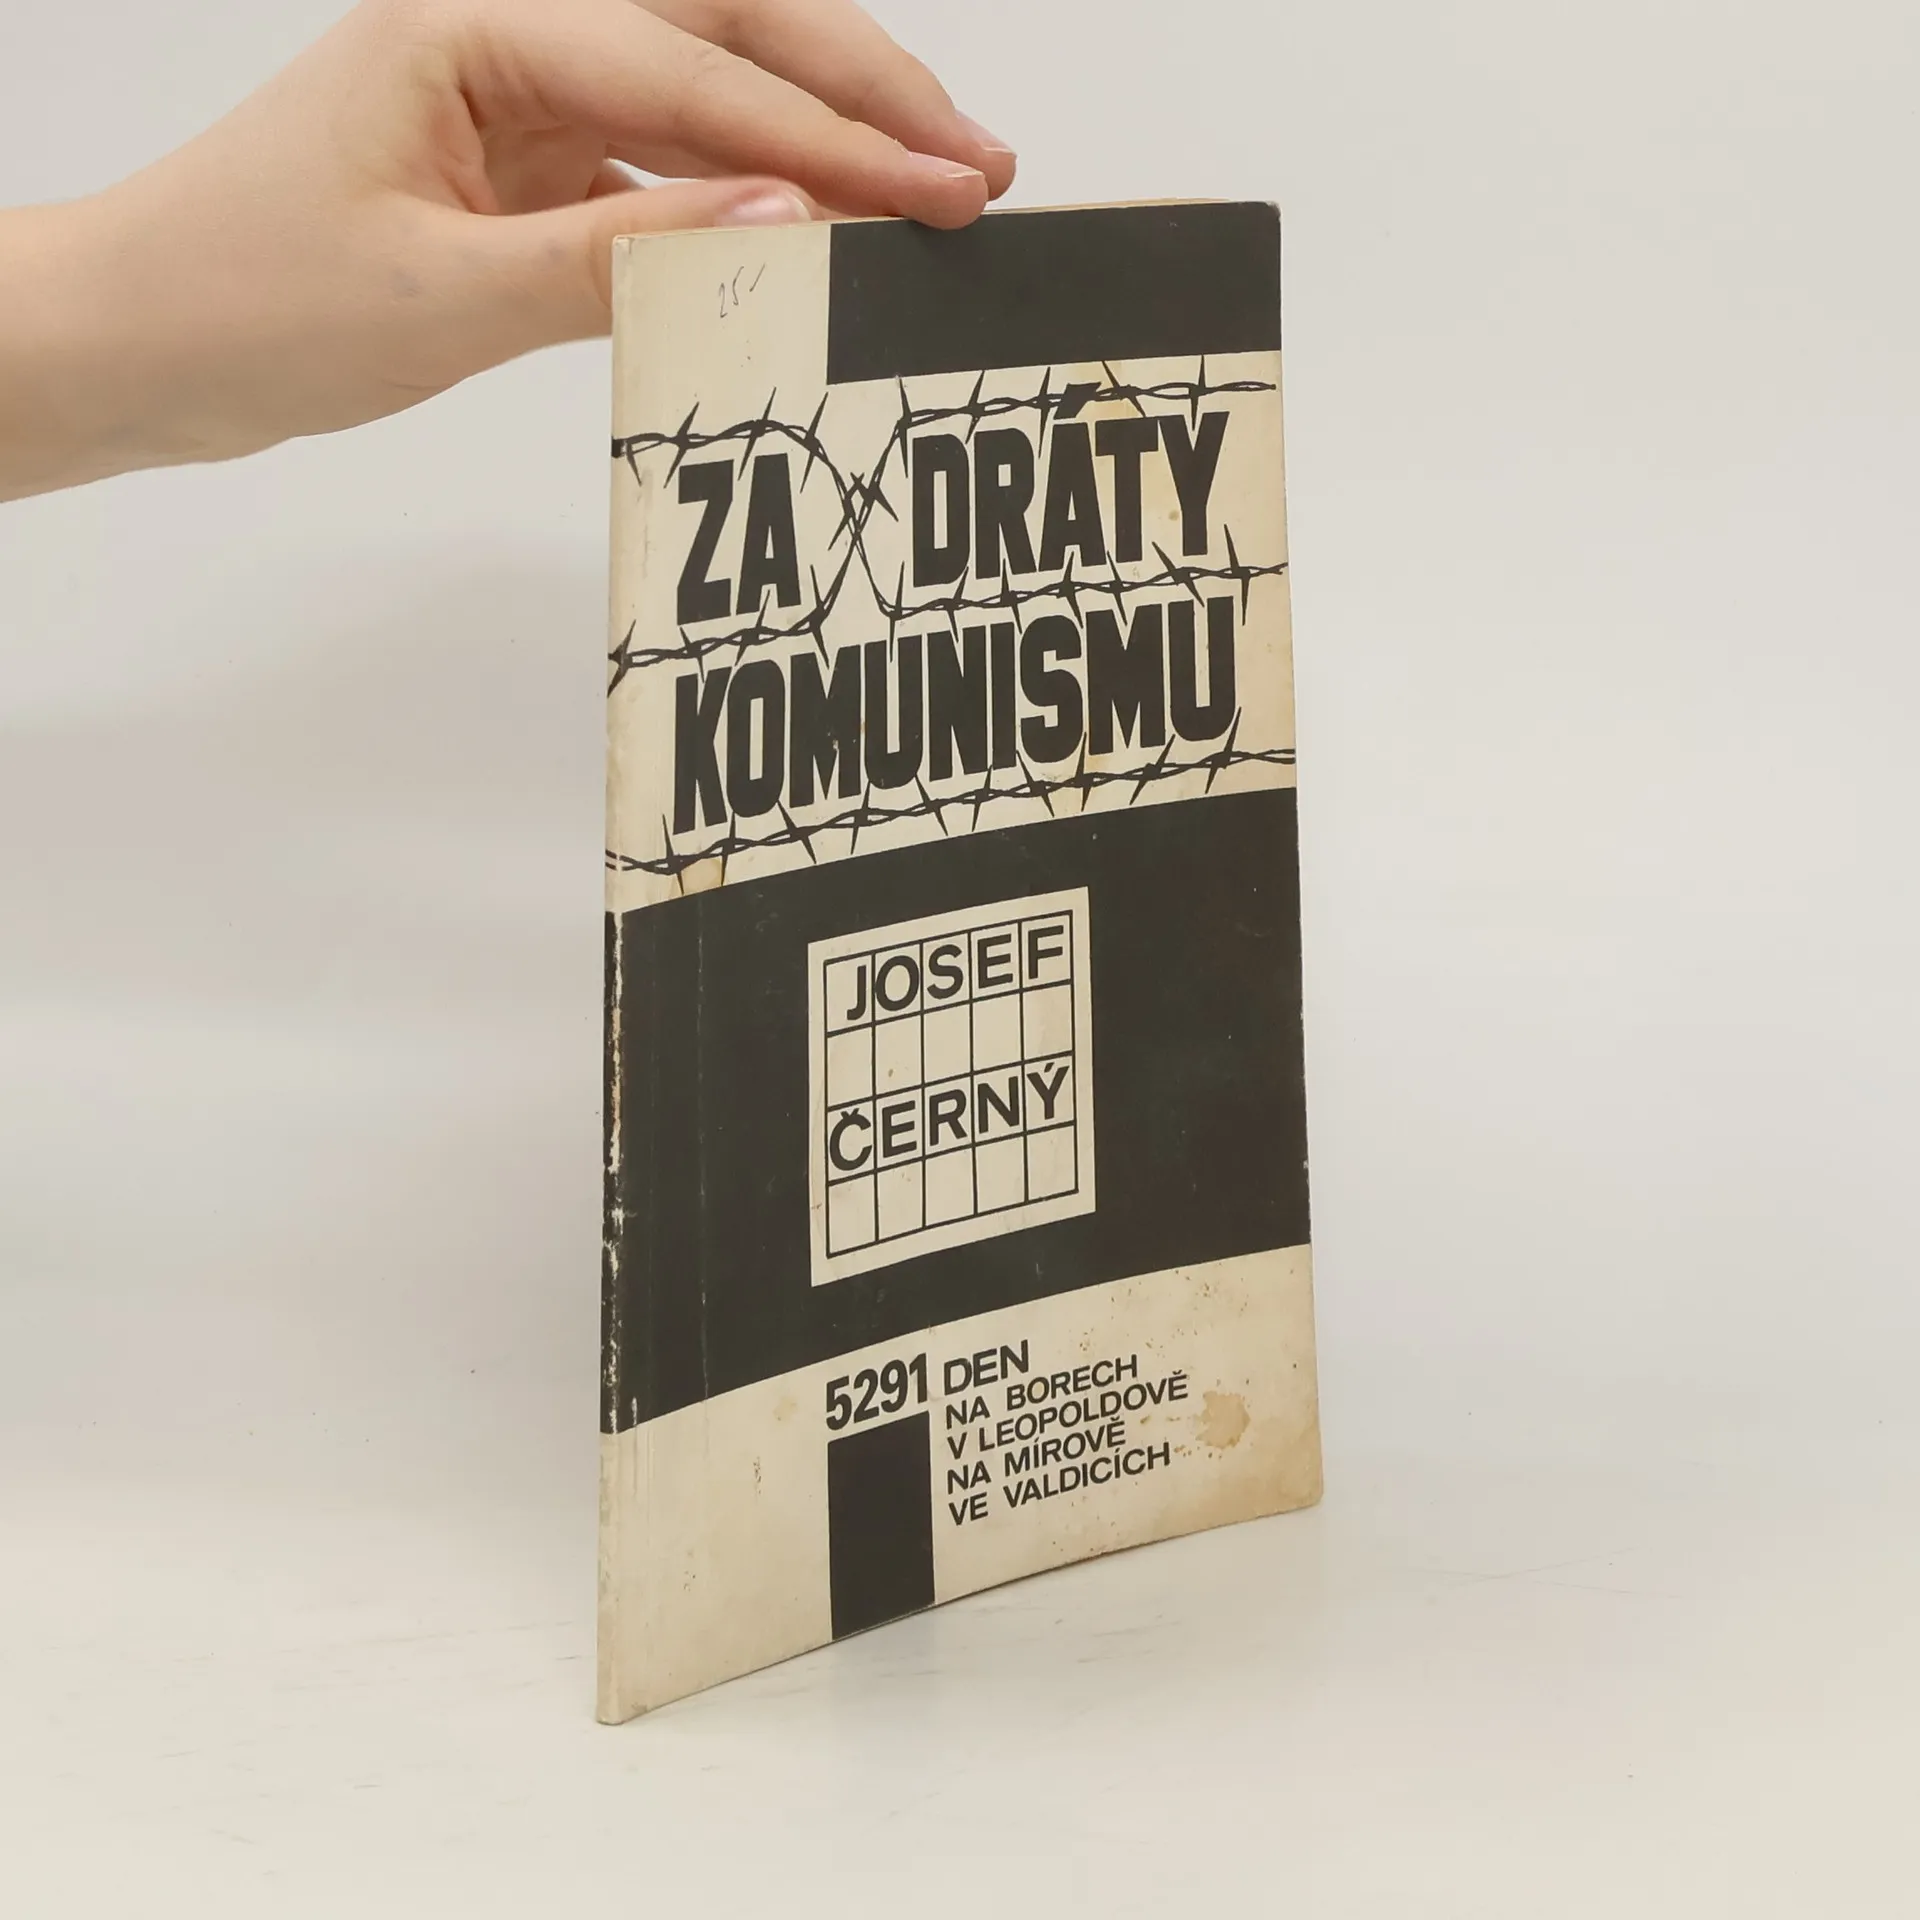 25,-
ZA DRÁTY
KOMUNISMU
JOSEF
ČERNÝ
5291 DEN
NA BORECH
V LEOPOLDOVĚ
NA MÍROVĚ
VE VALDICÍCH